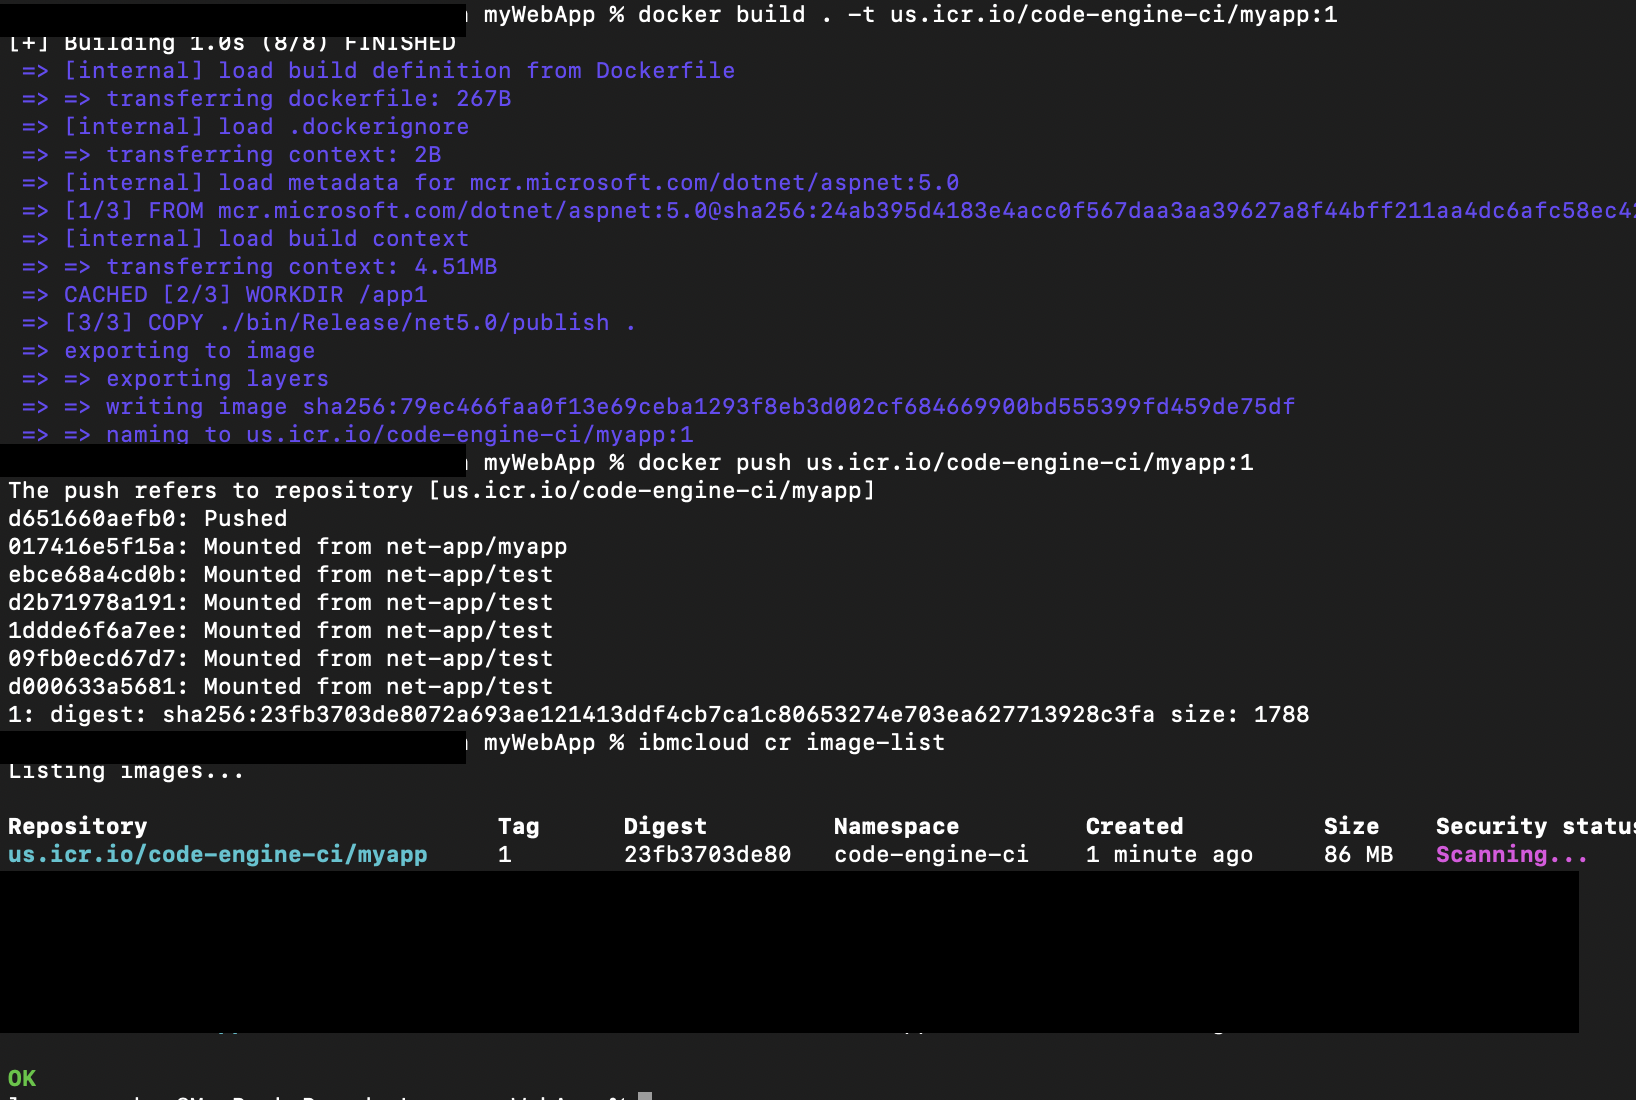 myWebApp % docker build . -t us.icr.io/code-engine-ci/myapp:1
[+] Building 1.0s (8/8) FINISHED
=> [internal] load build definition from Dockerfile
=> => transferring dockerfile: 267B
=> [internal] load .dockerignore
=> => transferring context: 2B
=> [internal] load metadata for mcr.microsoft.com/dotnet/aspnet:5.0
=> [1/3] FROM mcr.microsoft.com/dotnet/aspnet:5.0@sha256:24ab395d4183e4acc0f567daa3aa39627a8f44bff211aa4dc6afc58ec42
=> [internal] load build context
=> => transferring context: 4.51MB
=> CACHED [2/3] WORKDIR /app1
=> [3/3] COPY ./bin/Release/net5.0/publish .
=> exporting to image
=> => exporting layers
=> => writing image sha256:79ec466faa0f13e69ceba1293f8eb3d002cf684669900bd555399fd459de75df
=> => naming to us.icr.io/code-engine-ci/myapp:1
myWebApp % docker push us.icr.io/code-engine-ci/myapp:1
The push refers to repository [us.icr.io/code-engine-ci/myapp]
d651660aefb0: Pushed
017416e5f15a: Mounted from net-app/myapp
ebce68a4cd0b: Mounted from net-app/test
d2b71978a191: Mounted from net-app/test
1ddde6f6a7ee: Mounted from net-app/test
09fb0ecd67d7: Mounted from net-app/test
d000633a5681: Mounted from net-app/test
1: digest: sha256:23fb3703de8072a693ae121413ddf4cb7ca1c80653274e703ea627713928c3fa size: 1788
myWebApp % ibmcloud cr image-list
Listing images...
Repository Tag Digest Namespace Created Size Security status
us.icr.io/code-engine-ci/myapp 1 23fb3703de80 code-engine-ci 1 minute ago 86 MB Scanning...
OK